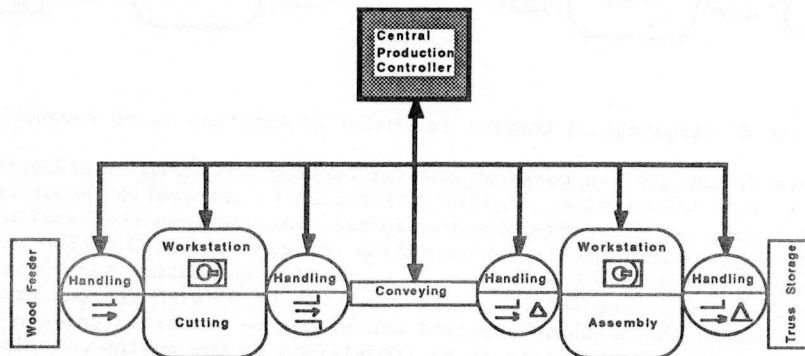 Central
Production
Controller
Wood Feeder
Handling
Workstation
Cutting
Handling
Conveying
Handling
Workstation
Assembly
Handling
Truss Storage